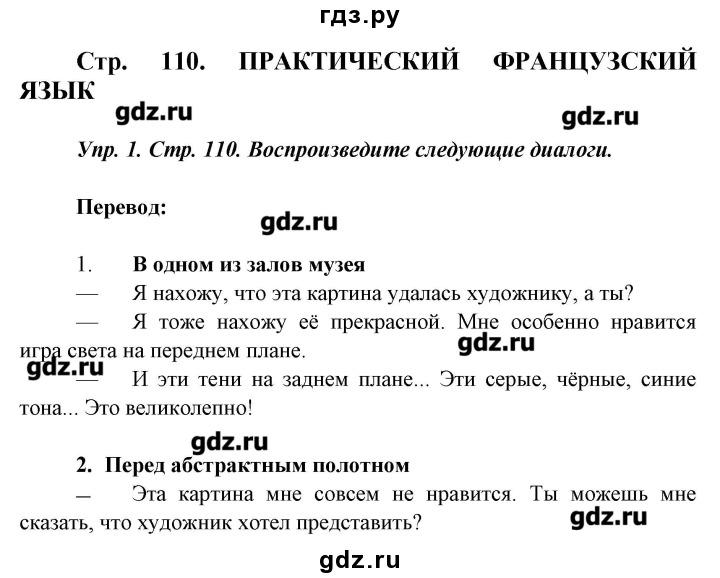 гдз.ру
Стр. 110. ПРАКТИЧЕСКИЙ ФРАНЦУЗСКИЙ
ЯЗЫК
gdz.ru
gdz.ru
Упр. 1. Стр. 110. Воспроизведите следующие диалоги.
Перевод:
gdz.ru
1. В одном из залов музея
— Я нахожу, что эта картина удалась художнику, а ты?
— Я тоже нахожу её прекрасной. Мне особенно нравится
gdz.ru
игра света на переднем плане.
gdz.ru
— И эти тени на заднем плане... Эти серые, чёрные, синие
тона... Это великолепно!
gdz.ru
2. Перед абстрактным полотном
— Эта картина мне совсем не нравится. Ты можешь мне
сказать, что художник хотел представить?
gdz.ru
gdz.ru